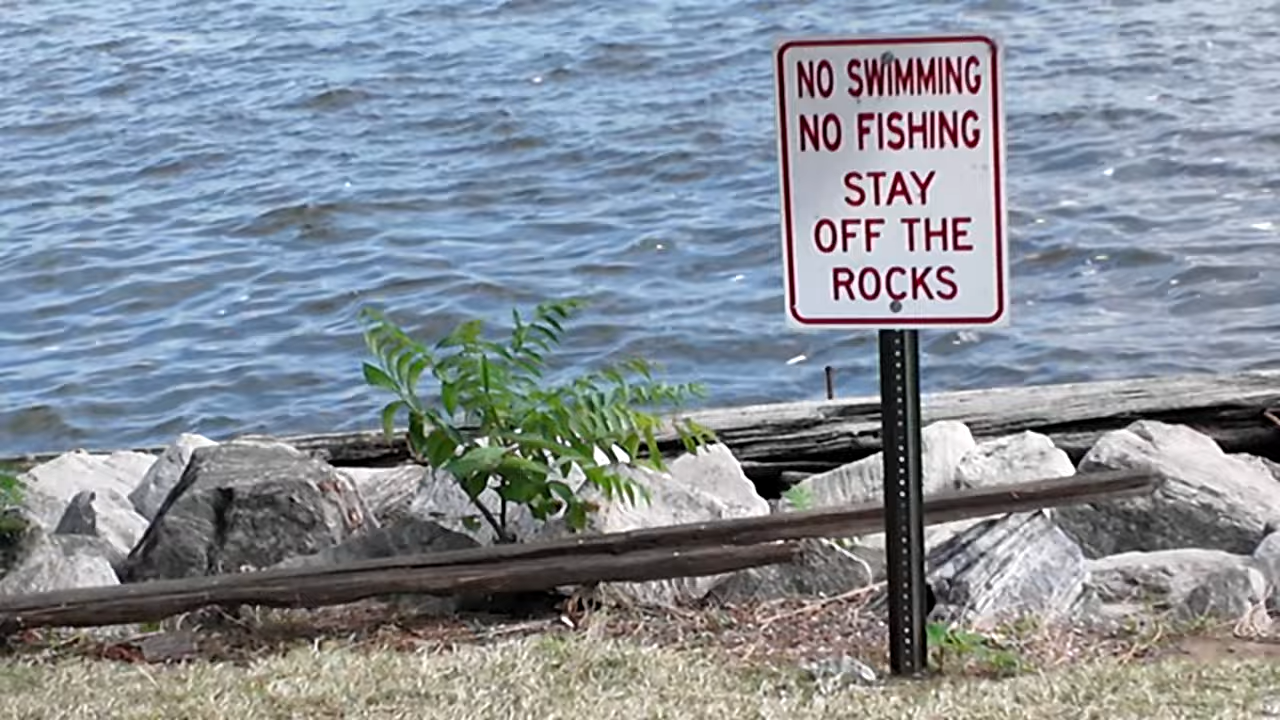 NO SWIMMING
NO FISHING
STAY
OFF THE
ROCKS